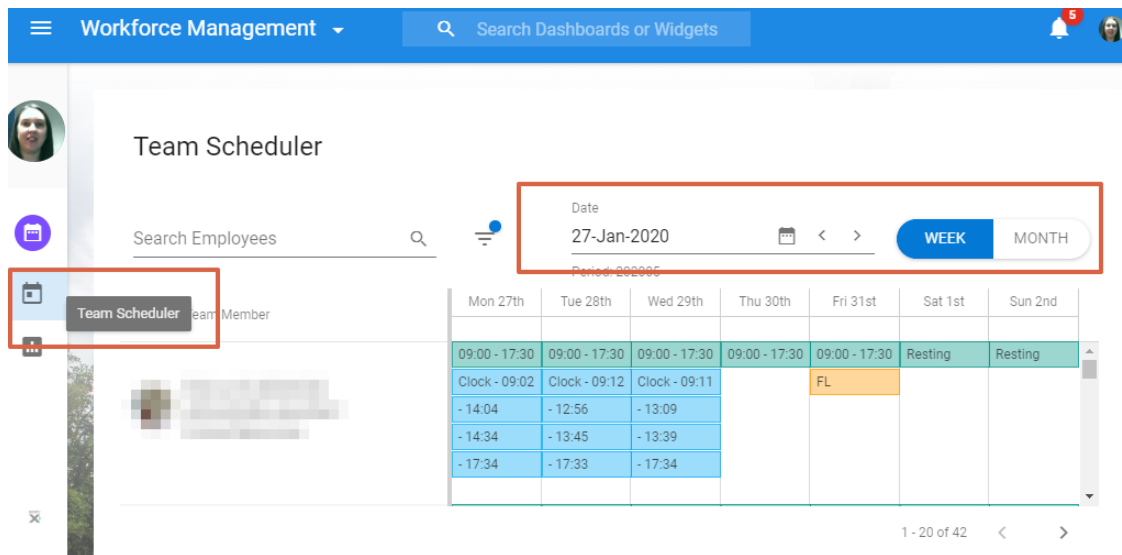 Workforce Management
Search Dashboards or Widgets
5
Team Scheduler
Date
Search Employees
27-Jan-2020
WEEK
MONTH
Period: 202005
Team Scheduler
Team Member
Mon 27th Tue 28th Wed 29th Thu 30th Fri 31st Sat 1st Sun 2nd
09:00 - 17:30 09:00 - 17:30 09:00 - 17:30 09:00 - 17:30 09:00 - 17:30 Resting Resting
Clock - 09:02 Clock - 09:12 Clock - 09:11 FL
- 14:04 - 12:56 - 13:09
- 14:34 - 13:45 - 13:39
- 17:34 - 17:33 - 17:34
1 - 20 of 42